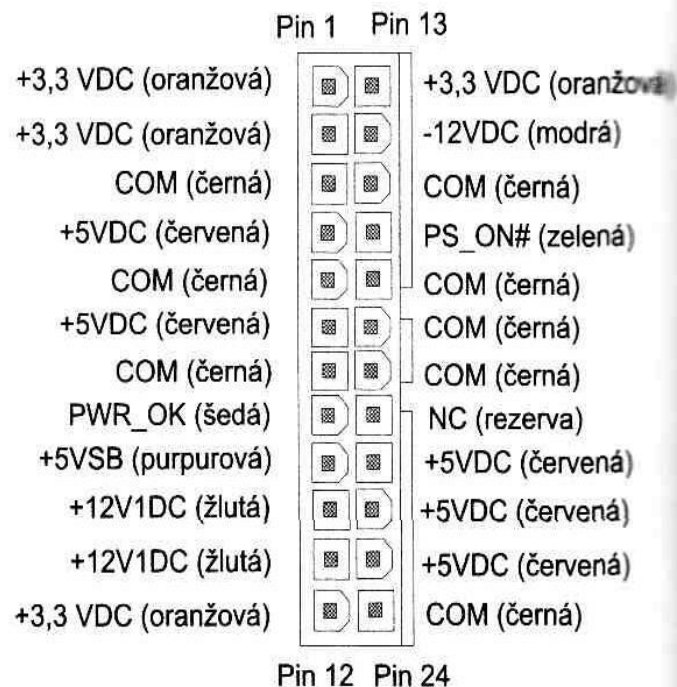 Pin 1 Pin 13
+3,3 VDC (oranžová) +3,3 VDC (oranžová)
+3,3 VDC (oranžová) -12VDC (modrá)
COM (černá) COM (černá)
+5VDC (červená) PS_ON# (zelená)
COM (černá) COM (černá)
+5VDC (červená) COM (černá)
COM (černá) COM (černá)
PWR_OK (šedá) NC (rezerva)
+5VSB (purpurová) +5VDC (červená)
+12V1DC (žlutá) +5VDC (červená)
+12V1DC (žlutá) +5VDC (červená)
+3,3 VDC (oranžová) COM (černá)
Pin 12 Pin 24